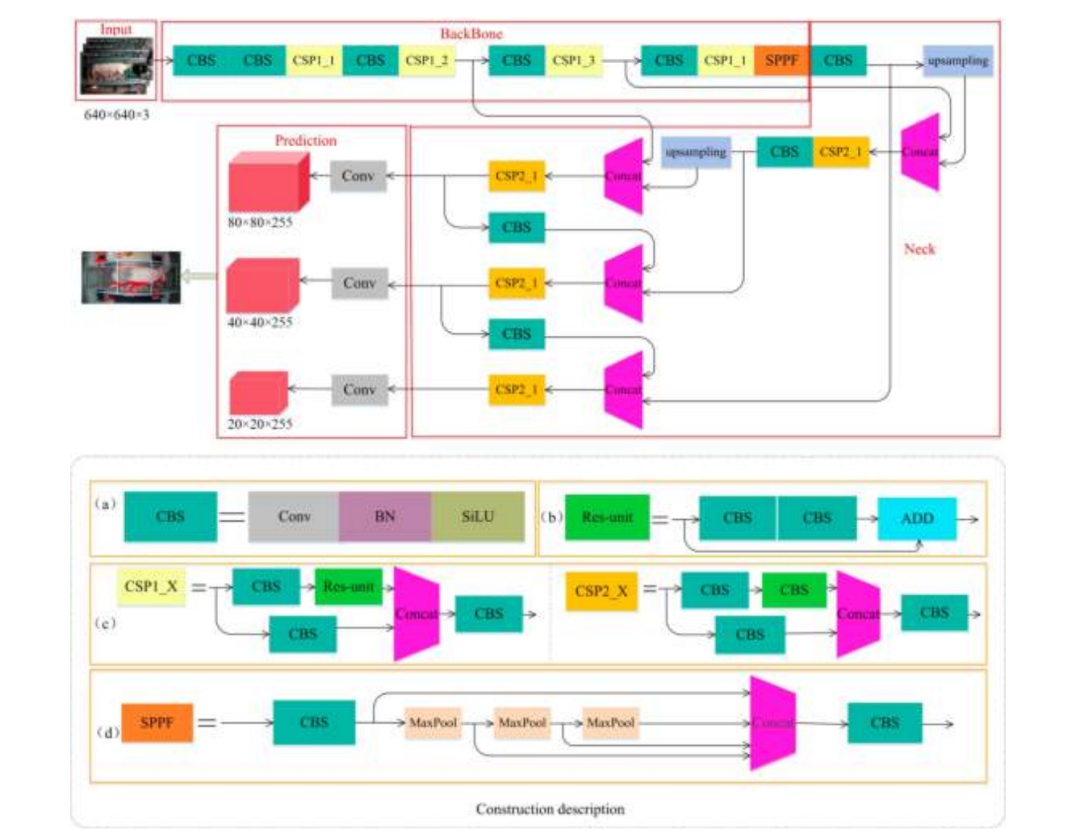 Input
BackBone
CBS CBS CSP1_1 CBS CSP1_2 CBS CSP1_3 CBS CSP1_1 SPPF CBS upsampling
640×640×3
Prediction
Conv CSP2_1 Concat upsampling CBS CSP2_1 Concat
80×80×255
CBS
Neck
Conv CSP2_1 Concat
40×40×255
CBS
Conv CSP2_1 Concat
20×20×255
(a) CBS = Conv BN SiLU
(b) Res-unit = CBS CBS ADD
(c) CSP1_X = CBS Res-unit Concat CBS
CBS
CSP2_X = CBS CBS Concat CBS
CBS
(d) SPPF = CBS MaxPool MaxPool MaxPool Concat CBS
Construction description